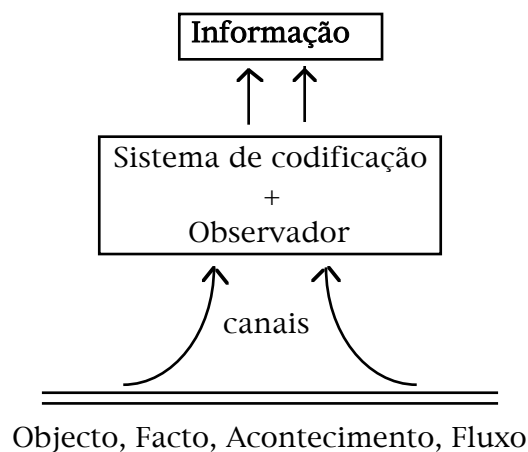 Informação
Sistema de codificação
+
Observador
canais
Objecto, Facto, Acontecimento, Fluxo